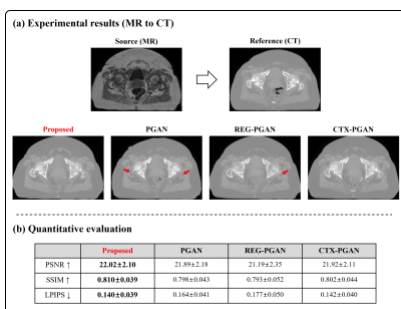 (a) Experimental results (MR to CT)
Source (MR) Reference (CT)
Proposed PGAN REG-PGAN CTX-PGAN
(b) Quantitative evaluation
Proposed PGAN REG-PGAN CTX-PGAN
PSNR ↑ 22.02±2.10 21.89±2.18 21.19±2.35 21.92±2.11
SSIM ↑ 0.810±0.039 0.798±0.043 0.793±0.052 0.802±0.044
LPIPS ↓ 0.140±0.039 0.164±0.041 0.177±0.050 0.142±0.040